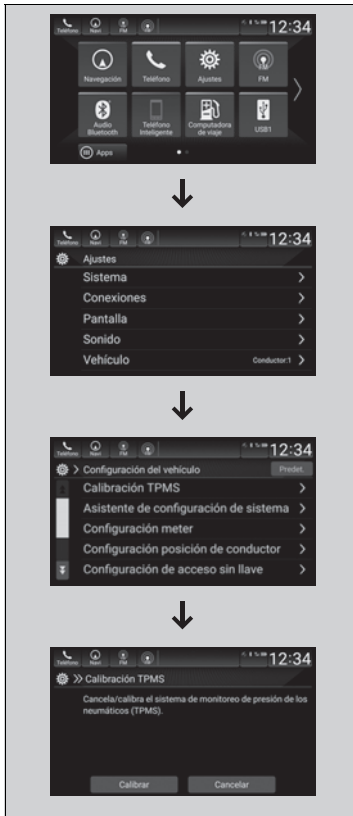 Teléfono Navi FM 12:34
Navegación Teléfono Ajustes FM
Audio Teléfono Computadora USB1
Bluetooth Inteligente de viaje
Apps
Teléfono Navi FM 12:34
Ajustes
Sistema
Conexiones
Pantalla
Sonido
Vehículo Conductor:1
Teléfono Navi FM 12:34
Configuración del vehículo Predet.
Calibración TPMS
Asistente de configuración de sistema
Configuración meter
Configuración posición de conductor
Configuración de acceso sin llave
Teléfono Navi FM 12:34
Calibración TPMS
Cancela/calibra el sistema de monitoreo de presión de los
neumáticos (TPMS).
Calibrar Cancelar